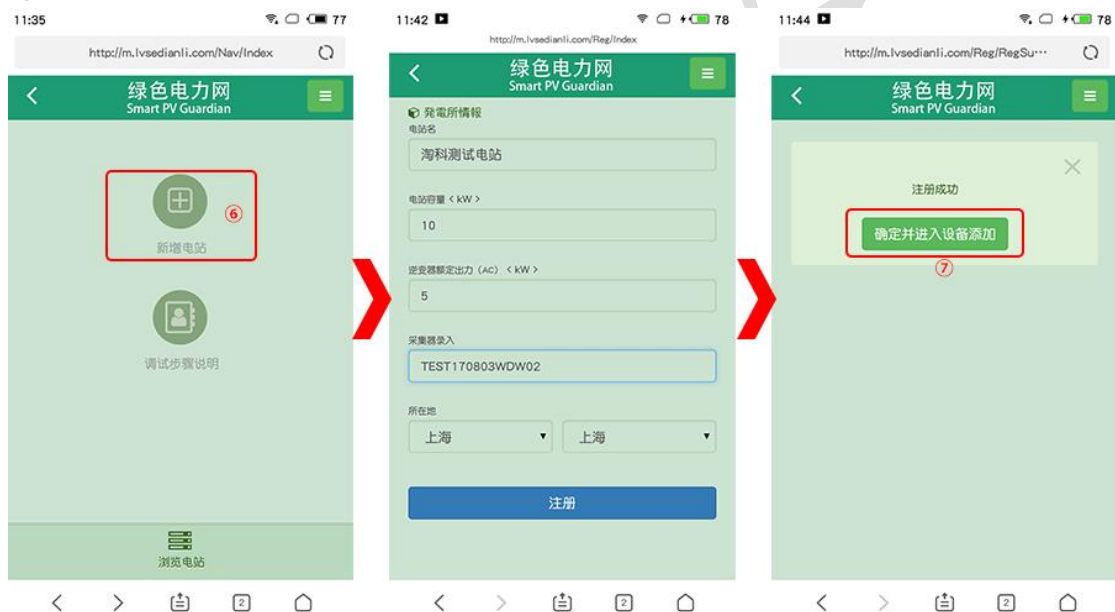 11:35
77
http://m.lvsedianli.com/Nav/Index
绿色电力网
Smart PV Guardian
⑥
新增电站
调试步骤说明
浏览电站
2
11:42
78
http://m.lvsedianli.com/Reg/Index
绿色电力网
Smart PV Guardian
発電所情報
电站名
淘科测试电站
电站容量 < kW >
10
逆变器额定出力（AC） < kW >
5
采集器录入
TEST170803WDW02
所在地
上海
上海
注册
2
11:44
78
http://m.lvsedianli.com/Reg/RegSu…
绿色电力网
Smart PV Guardian
注册成功
确定并进入设备添加
⑦
2